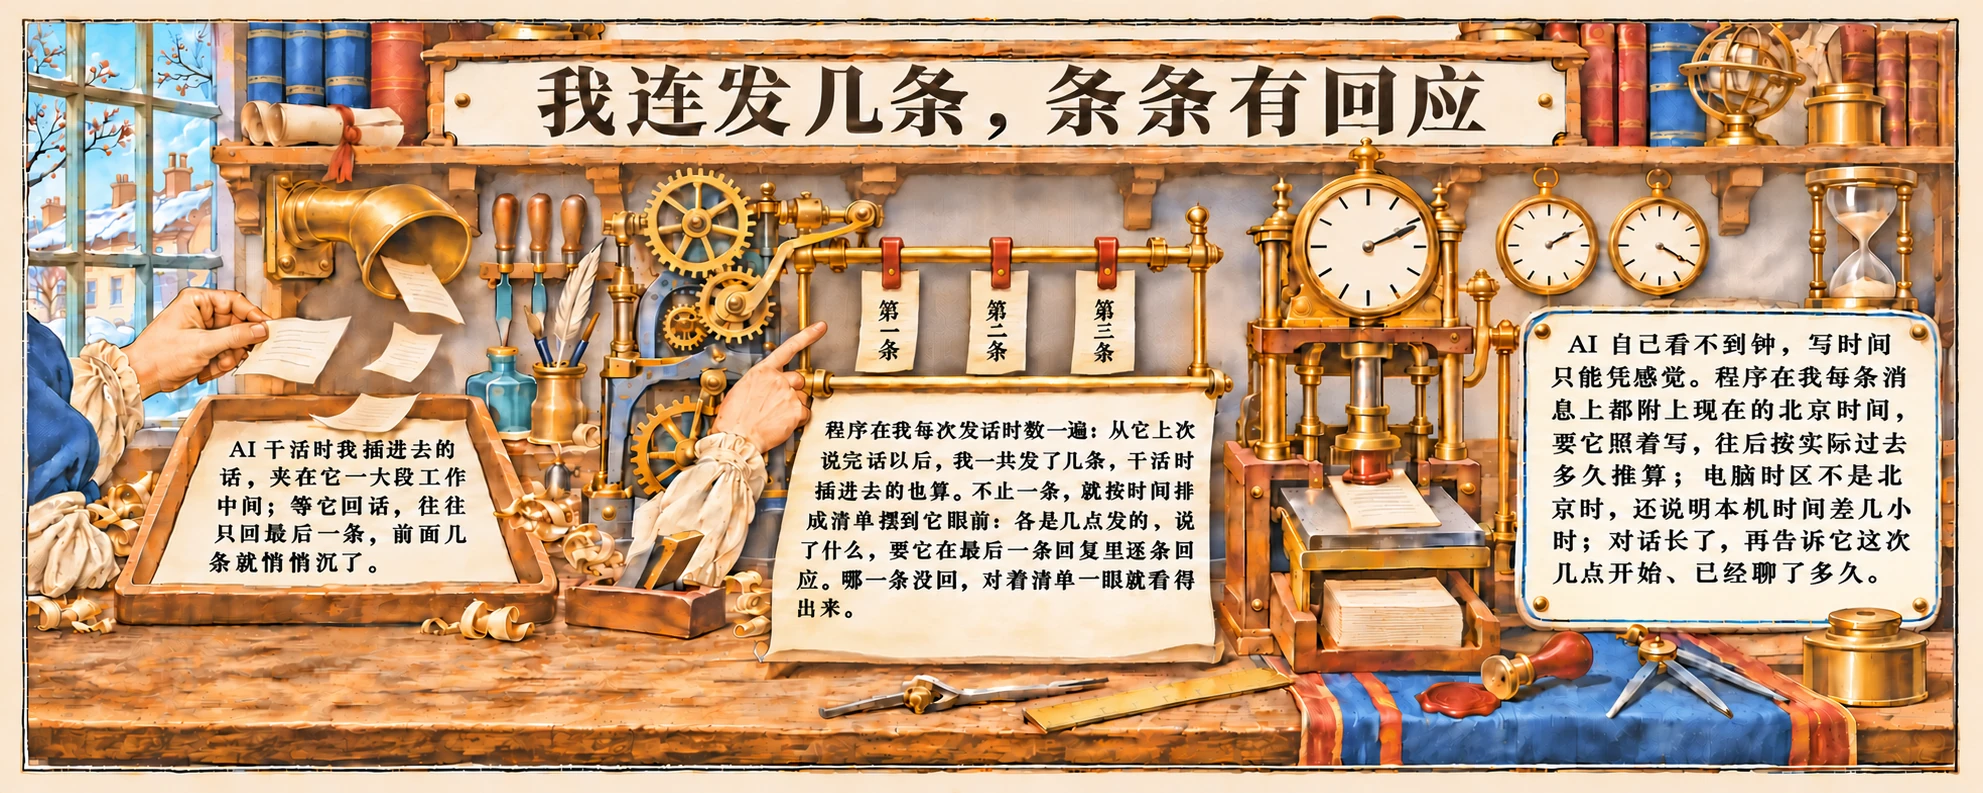 我连发几条，条条有回应
AI 干活时我插进去的
话，夹在它一大段工作
中间；等它回话，往往
只回最后一条，前面几
条就悄悄沉了。
第一条
第二条
第三条
程序在我每次发话时数一遍：从它上次
说完话以后，我一共发了几条，干活时
插进去的也算。不止一条，就按时间排
成清单摆到它眼前：各是几点发的，说
了什么，要它在最后一条回复里逐条回
应。哪一条没回，对着清单一眼就看得
出来。
AI 自己看不到钟，写时间
只能凭感觉。程序在我每条消
息上都附上现在的北京时间，
要它照着写，往后按实际过去
多久推算；电脑时区不是北
京时，还说明本机时间差几小
时；对话长了，再告诉它这次
几点开始、已经聊了多久。